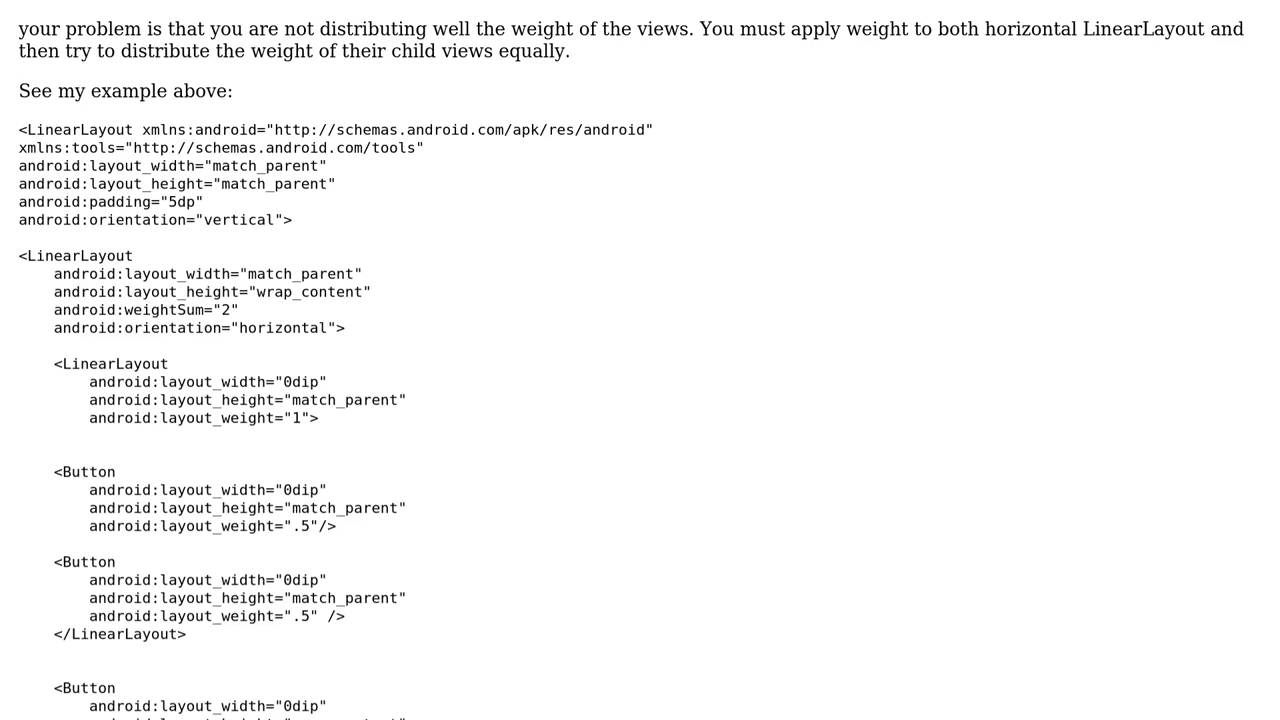 your problem is that you are not distributing well the weight of the views. You must apply weight to both horizontal LinearLayout and
then try to distribute the weight of their child views equally.
See my example above:
<LinearLayout xmlns:android="http://schemas.android.com/apk/res/android"
xmlns:tools="http://schemas.android.com/tools"
android:layout_width="match_parent"
android:layout_height="match_parent"
android:padding="5dp"
android:orientation="vertical">
<LinearLayout
    android:layout_width="match_parent"
    android:layout_height="wrap_content"
    android:weightSum="2"
    android:orientation="horizontal">
    <LinearLayout
        android:layout_width="0dip"
        android:layout_height="match_parent"
        android:layout_weight="1">
    <Button
        android:layout_width="0dip"
        android:layout_height="match_parent"
        android:layout_weight=".5"/>
    <Button
        android:layout_width="0dip"
        android:layout_height="match_parent"
        android:layout_weight=".5" />
    </LinearLayout>
    <Button
        android:layout_width="0dip"